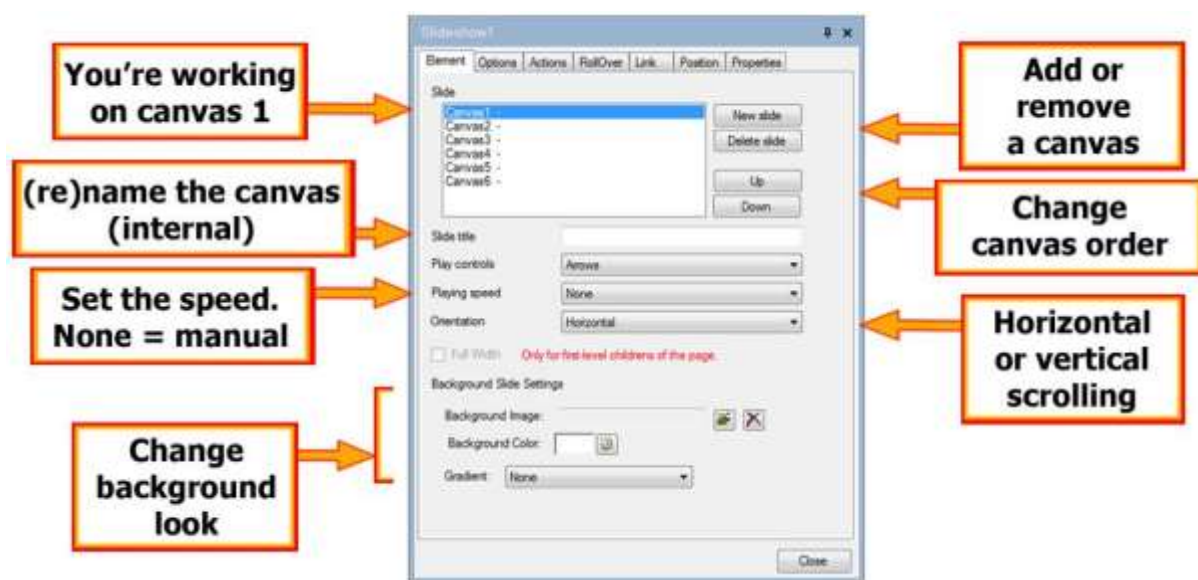 Slideshow1
Element Options Actions RollOver Link Position Properties
You're working
on canvas 1
(re)name the canvas
(internal)
Set the speed.
None = manual
Change
background
look
Slide
Canvas1 -
Canvas2 -
Canvas3 -
Canvas4 -
Canvas5 -
Canvas6 -
New slide
Delete slide
Up
Down
Slide title
Play controls Arrows
Playing speed None
Orientation Horizontal
Full Width Only for first-level childrens of the page.
Background Slide Settings
Background Image:
Background Color:
Gradient: None
Close
Add or
remove
a canvas
Change
canvas order
Horizontal
or vertical
scrolling